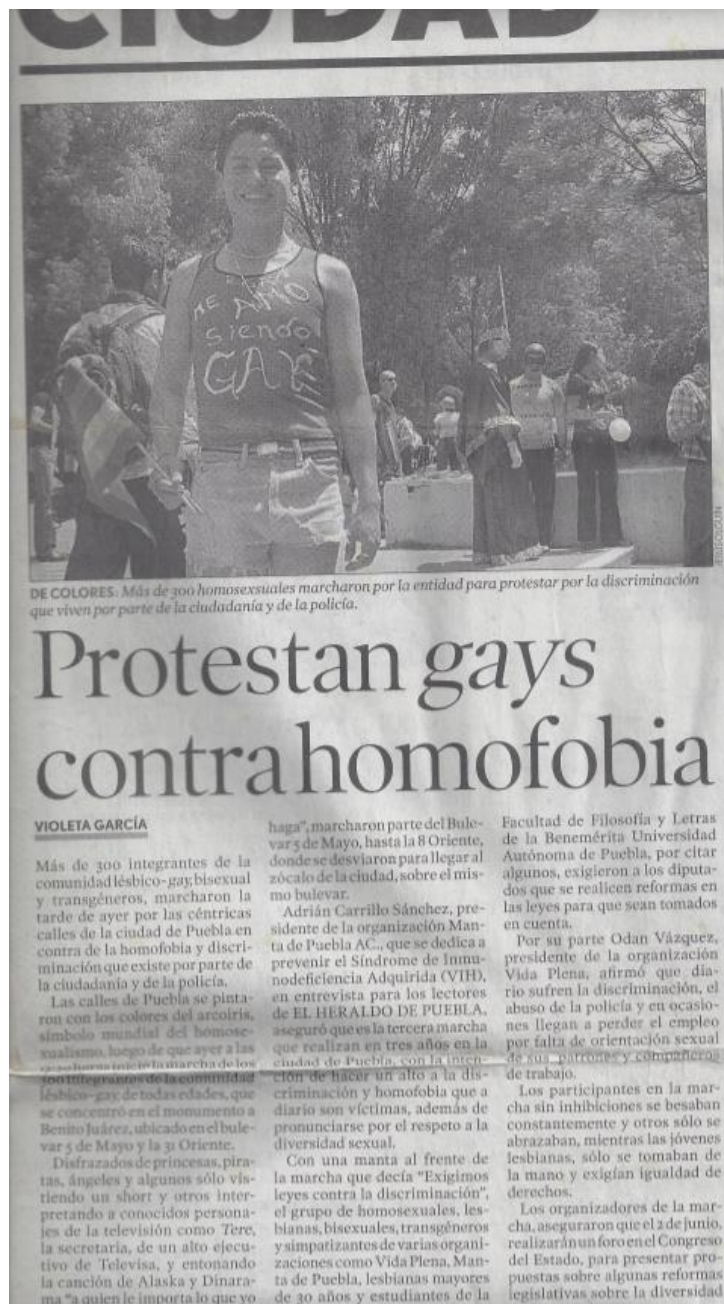 CIUDAD
ME AMO
siendo
GAY
DE COLORES: Más de 300 homosexsuales marcharon por la entidad para protestar por la discriminación
que viven por parte de la ciudadanía y de la policía.
Protestan gays
contra homofobia
VIOLETA GARCÍA
Más de 300 integrantes de la
comunidad lésbico-gay, bisexual
y transgéneros, marcharon la
tarde de ayer por las céntricas
calles de la ciudad de Puebla en
contra de la homofobia y discri-
minación que existe por parte de
la ciudadanía y de la policía.
Las calles de Puebla se pinta-
ron con los colores del arcoíris,
símbolo mundial del homose-
xualismo, luego de que ayer a las
la marcha de los
300 integrantes de la comunidad
lésbico-gay, de todas edades, que
se concentró en el monumento a
Benito Juárez, ubicado en el bule-
var 5 de Mayo y la 31 Oriente.
Disfrazados de princesas, pira-
tas, ángeles y algunos sólo vis-
tiendo un short y otros inter-
pretando a conocidos persona-
jes de la televisión como Tere,
la secretaria, de un alto ejecu-
tivo de Televisa, y entonando
la canción de Alaska y Dinara-
ma "a quien le importa lo que yo
haga", marcharon parte del Bule-
var 5 de Mayo, hasta la 8 Oriente,
donde se desviaron para llegar al
zócalo de la ciudad, sobre el mis-
mo bulevar.
Adrián Carrillo Sánchez, pre-
sidente de la organización Man-
ta de Puebla AC., que se dedica a
prevenir el Síndrome de Inmu-
nodeficiencia Adquirida (VIH),
en entrevista para los lectores
de EL HERALDO DE PUEBLA,
aseguró que es la tercera marcha
que realizan en tres años en la
ciudad de Puebla, con la inten-
ción de hacer un alto a la dis-
criminación y homofobia que a
diario son víctimas, además de
pronunciarse por el respeto a la
diversidad sexual.
Con una manta al frente de
la marcha que decía "Exigimos
leyes contra la discriminación",
el grupo de homosexuales, les-
bianas, bisexuales, transgéneros
y simpatizantes de varias organi-
zaciones como Vida Plena, Man-
ta de Puebla, lesbianas mayores
de 30 años y estudiantes de la
Facultad de Filosofía y Letras
de la Benemérita Universidad
Autónoma de Puebla, por citar
algunos, exigieron a los diputa-
dos que se realicen reformas en
las leyes para que sean tomados
en cuenta.
Por su parte Odan Vázquez,
presidente de la organización
Vida Plena, afirmó que dia-
rio sufren la discriminación, el
abuso de la policía y en ocasio-
nes llegan a perder el empleo
por falta de orientación sexual
de sus patrones y compañeros
de trabajo.
Los participantes en la mar-
cha sin inhibiciones se besaban
constantemente y otros sólo se
abrazaban, mientras las jóvenes
lesbianas, sólo se tomaban de
la mano y exigían igualdad de
derechos.
Los organizadores de la mar-
cha, aseguraron que el 2 de junio,
realizarán un foro en el Congreso
del Estado, para presentar pro-
puestas sobre algunas reformas
legislativas sobre la diversidad